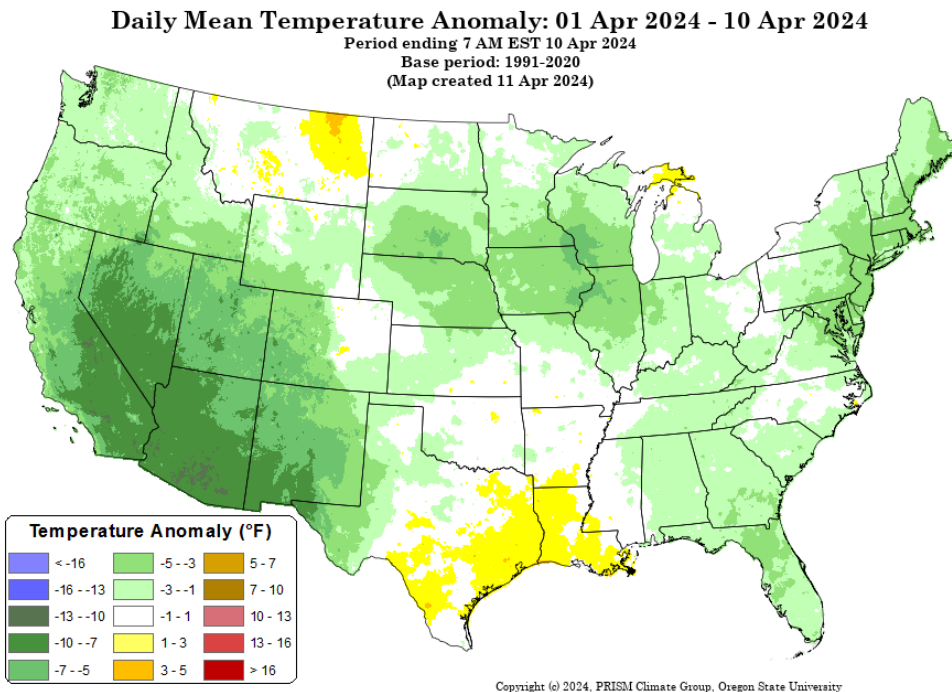 Daily Mean Temperature Anomaly: 01 Apr 2024 - 10 Apr 2024
Period ending 7 AM EST 10 Apr 2024
Base period: 1991-2020
(Map created 11 Apr 2024)
Temperature Anomaly (°F)
< -16
-16 - -13
-13 - -10
-10 - -7
-7 - -5
-5 - -3
-3 - -1
-1 - 1
1 - 3
3 - 5
5 - 7
7 - 10
10 - 13
13 - 16
> 16
Copyright (c) 2024, PRISM Climate Group, Oregon State University